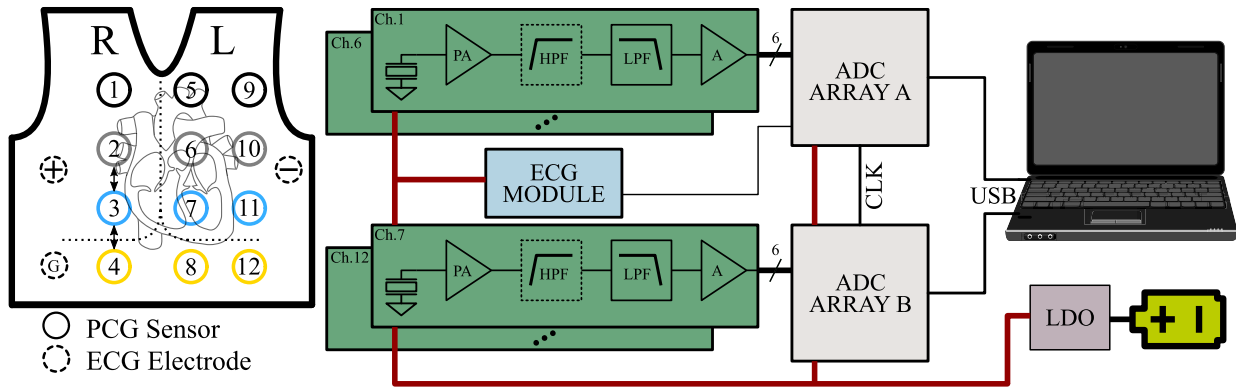 R L
1 5 9
2 6 10
+ −
3 7 11
G 4 8 12
PCG Sensor
ECG Electrode
Ch.1
Ch.6
PA HPF LPF A
6
ADC
ARRAY A
ECG
MODULE
CLK
USB
Ch.7
Ch.12
PA HPF LPF A
6
ADC
ARRAY B
LDO
+ −